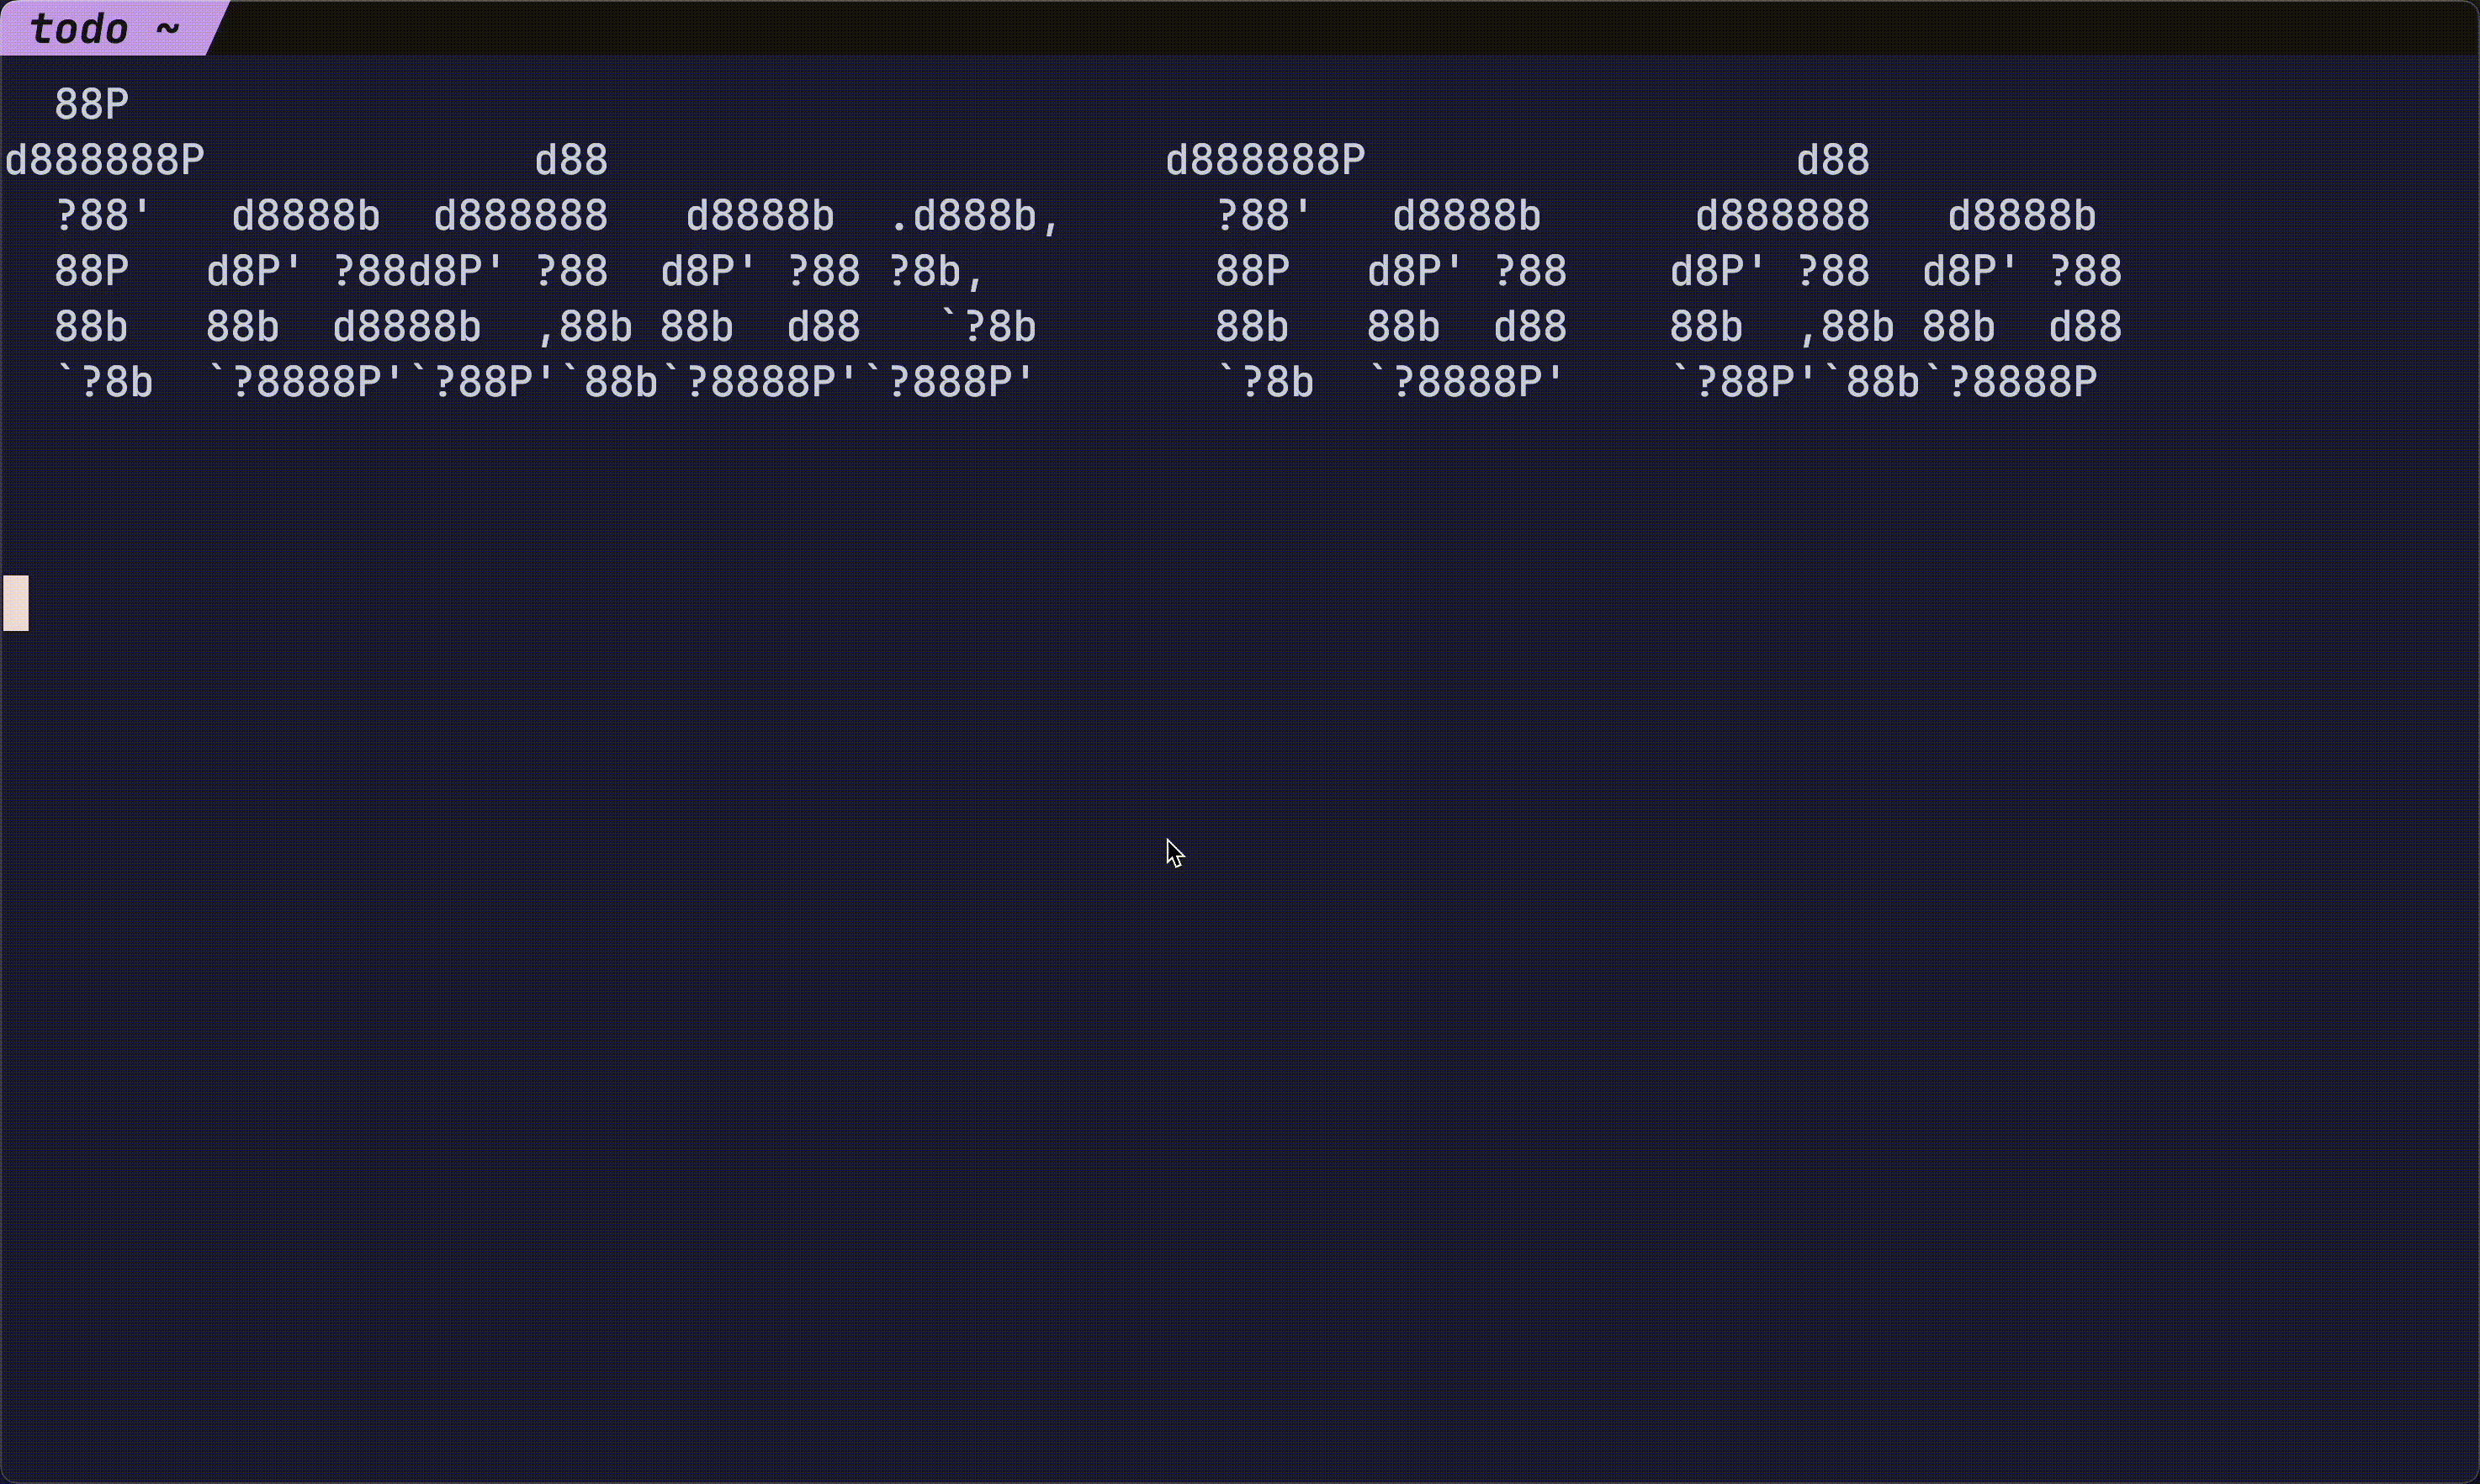 todo ~
  88P
d888888P             d88                      d888888P                 d88
  ?88'   d8888b  d888888   d8888b  .d888b,      ?88'   d8888b      d888888   d8888b
  88P   d8P' ?88d8P' ?88  d8P' ?88 ?8b,         88P   d8P' ?88    d8P' ?88  d8P' ?88
  88b   88b  d8888b  ,88b 88b  d88   `?8b       88b   88b  d88    88b  ,88b 88b  d88
  `?8b  `?8888P'`?88P'`88b`?8888P'`?888P'       `?8b  `?8888P'    `?88P'`88b`?8888P